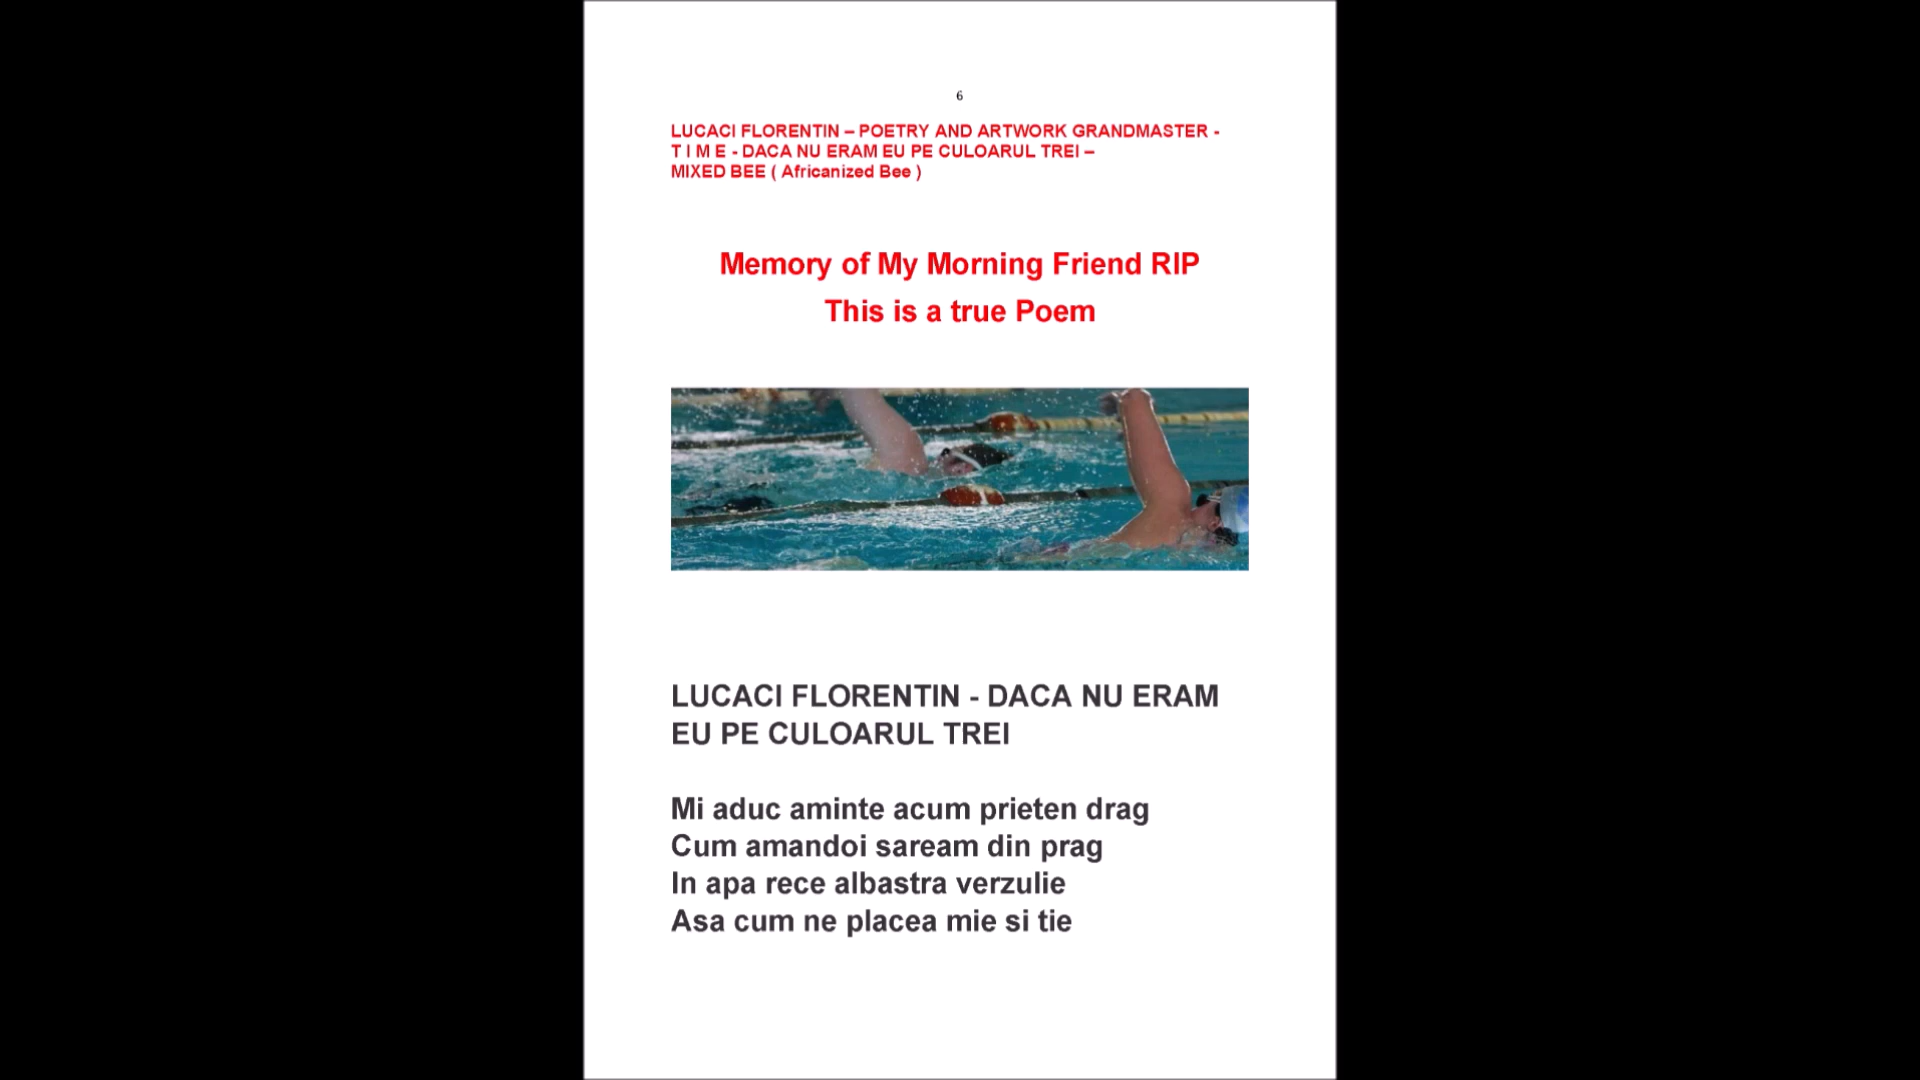 6
LUCACI FLORENTIN – POETRY AND ARTWORK GRANDMASTER -
T I M E - DACA NU ERAM EU PE CULOARUL TREI –
MIXED BEE ( Africanized Bee )
Memory of My Morning Friend RIP
This is a true Poem
LUCACI FLORENTIN - DACA NU ERAM
EU PE CULOARUL TREI
Mi aduc aminte acum prieten drag
Cum amandoi saream din prag
In apa rece albastra verzulie
Asa cum ne placea mie si tie